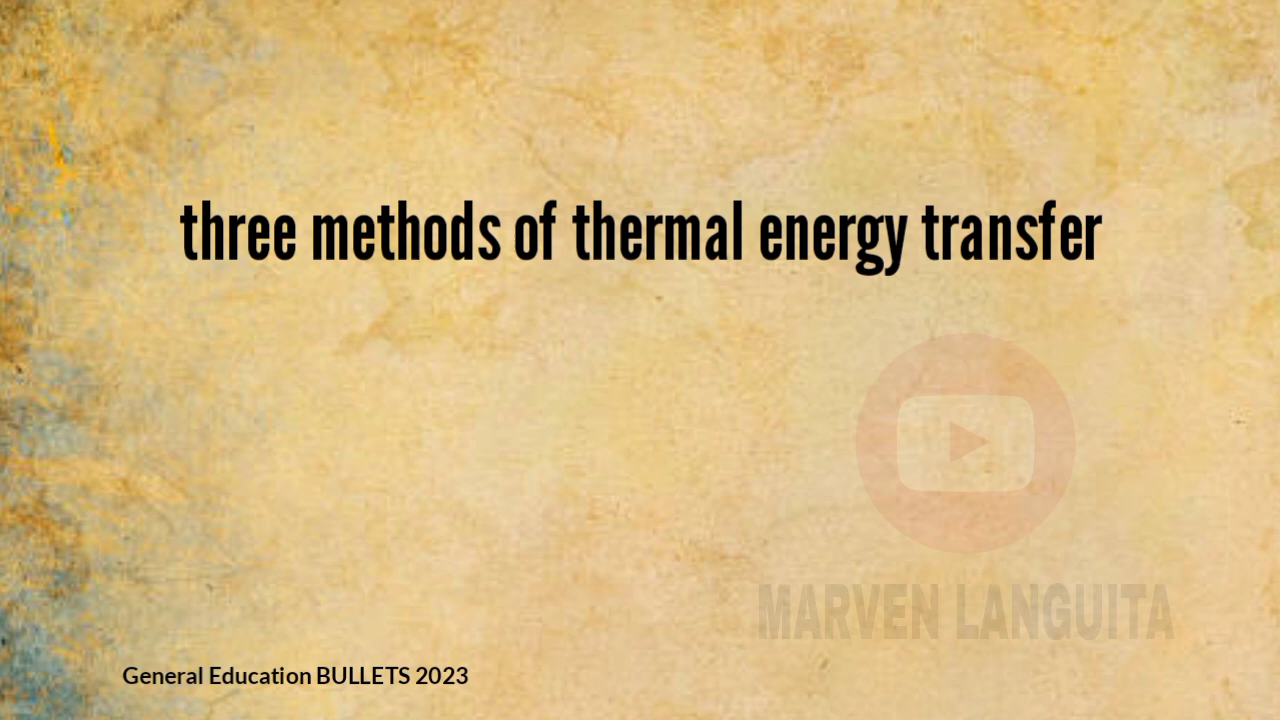 three methods of thermal energy transfer
MARVEN LANGUITA
General Education BULLETS 2023